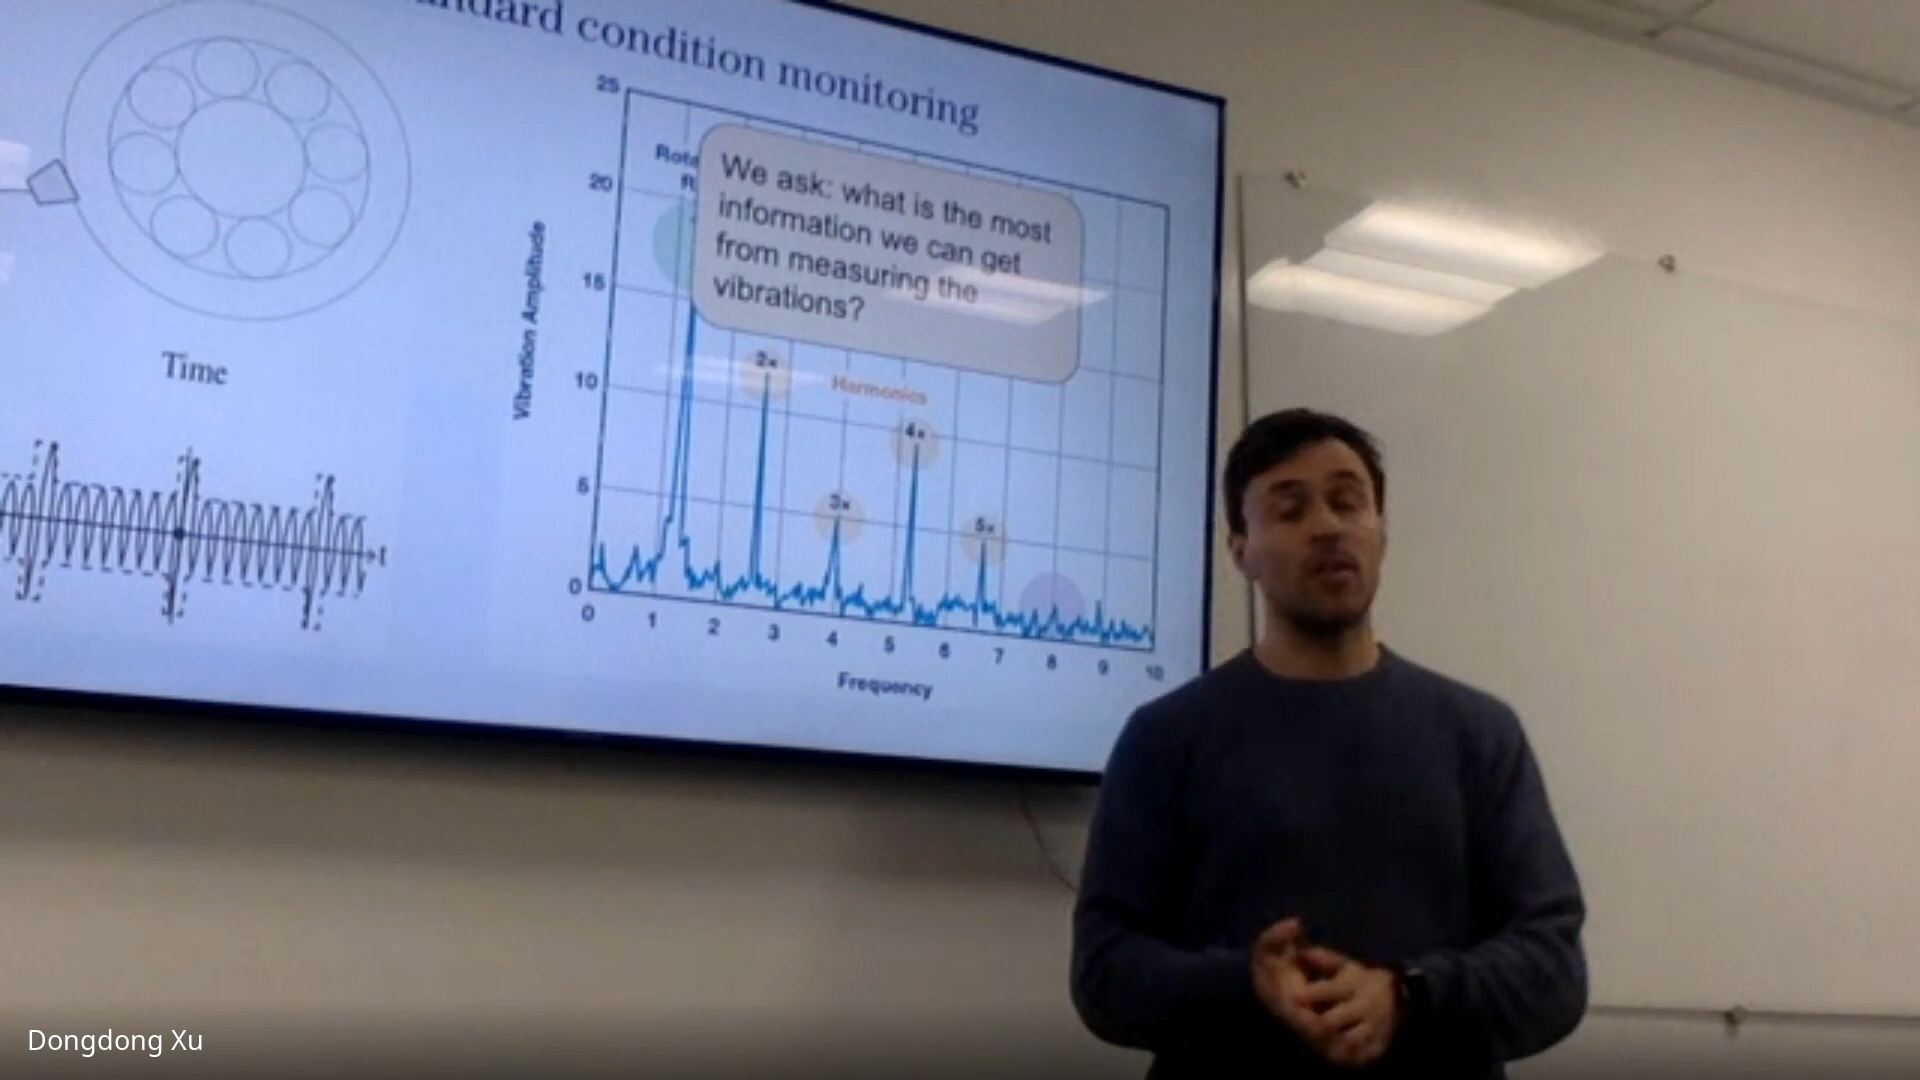 condition monitoring
Time
t
25
20
15
10
5
0
Vibration Amplitude
We ask: what is the most
information we can get
from measuring the
vibrations?
2x
Harmonics
4x
3x
5x
0 1 2 3 4 5 6 7 8 9 10
Frequency
Dongdong Xu